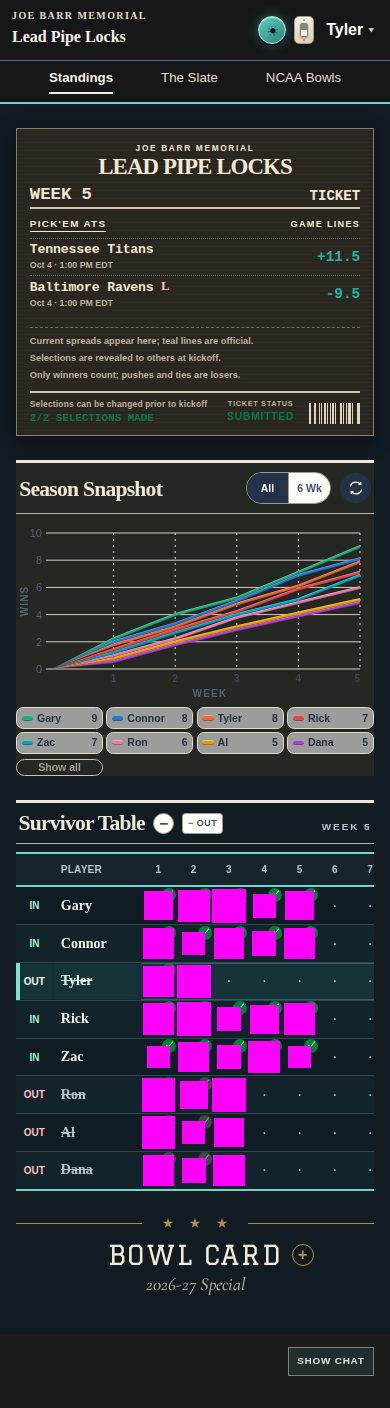 JOE BARR MEMORIAL
Lead Pipe Locks
Tyler
Standings The Slate NCAA Bowls
JOE BARR MEMORIAL
LEAD PIPE LOCKS
WEEK 5 TICKET
PICK'EM ATS GAME LINES
Tennessee Titans +11.5
Oct 4 · 1:00 PM EDT
Baltimore Ravens L -9.5
Oct 4 · 1:00 PM EDT
Current spreads appear here; teal lines are official.
Selections are revealed to others at kickoff.
Only winners count; pushes and ties are losers.
Selections can be changed prior to kickoff TICKET STATUS
2/2 SELECTIONS MADE SUBMITTED
Season Snapshot All 6 Wk
10
8
6
4
2
0
WINS
1 2 3 4 5
WEEK
Gary 9 Connor 8 Tyler 8 Rick 7
Zac 7 Ron 6 Al 5 Dana 5
Show all
Survivor Table − − OUT WEEK 5
PLAYER 1 2 3 4 5 6 7
IN Gary · ·
IN Connor · ·
OUT Tyler · · · · ·
IN Rick · ·
IN Zac · ·
OUT Ron · · · ·
OUT Al · · · ·
OUT Dana · · · ·
★ ★ ★
BOWL CARD +
2026-27 Special
SHOW CHAT